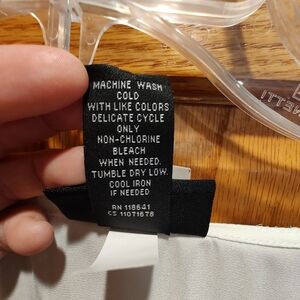 MACHINE WASH
COLD
WITH LIKE COLORS
DELICATE CYCLE
ONLY
NON-CHLORINE
BLEACH
WHEN NEEDED.
TUMBLE DRY LOW.
COOL IRON
IF NEEDED
RN 118641
CS 11071678